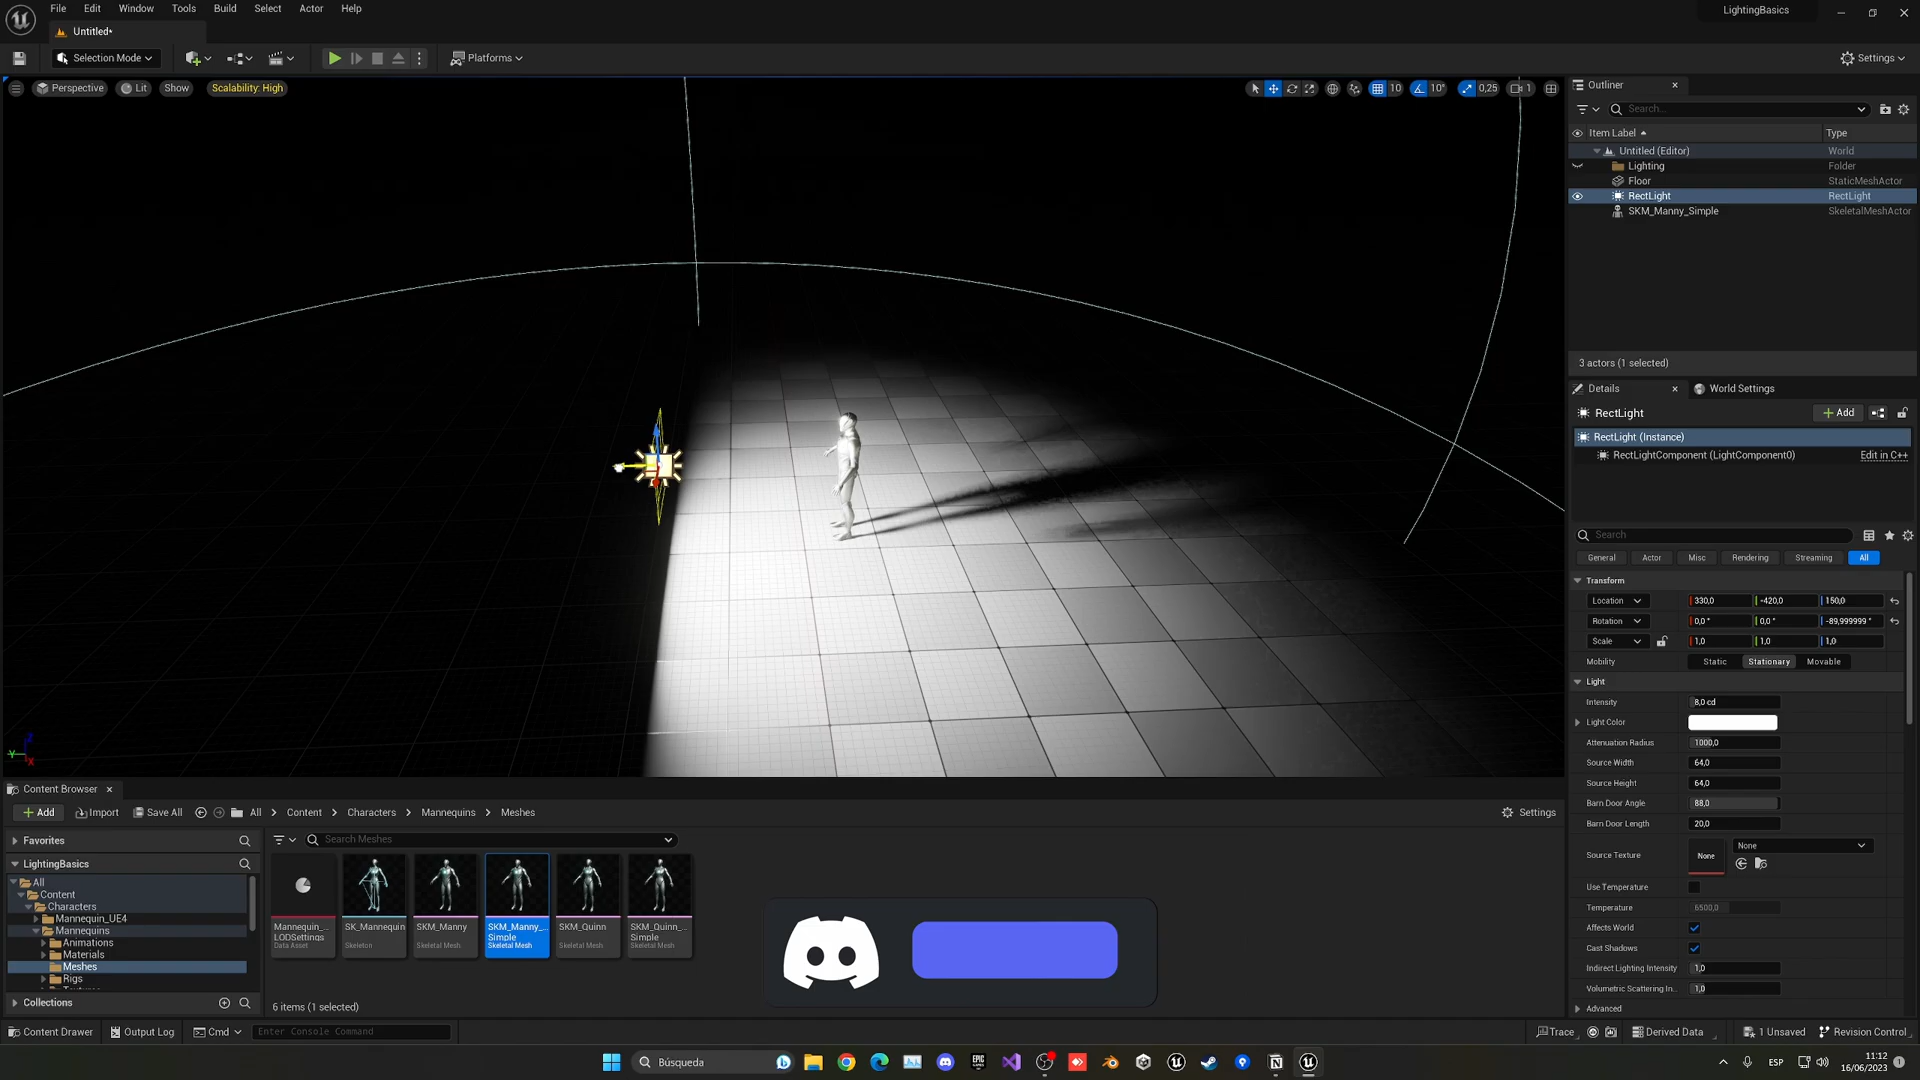 File Edit Window Tools Build Select Actor Help
LightingBasics
Untitled*
Selection Mode
Platforms
Settings
Perspective Lit Show Scalability: High
10 10° 0,25 1
Outliner
Search...
Item Label Type
Untitled (Editor) World
Lighting Folder
Floor StaticMeshActor
RectLight RectLight
SKM_Manny_Simple SkeletalMeshActor
3 actors (1 selected)
Details World Settings
RectLight Add
RectLight (Instance)
RectLightComponent (LightComponent0) Edit in C++
Search
General Actor Misc Rendering Streaming All
Transform
Location 330,0 -420,0 150,0
Rotation 0,0 ° 0,0 ° -89,999999 °
Scale 1,0 1,0 1,0
Mobility Static Stationary Movable
Light
Intensity 8,0 cd
Light Color
Attenuation Radius 1000,0
Source Width 64,0
Source Height 64,0
Barn Door Angle 88,0
Barn Door Length 20,0
Source Texture None None
Use Temperature
Temperature 6500,0
Affects World
Cast Shadows
Indirect Lighting Intensity 1,0
Volumetric Scattering In.. 1,0
Advanced
Z
Y
X
Content Browser
Add Import Save All All Content Characters Mannequins Meshes Settings
Favorites
LightingBasics
All
Content
Characters
Mannequin_UE4
Mannequins
Animations
Materials
Meshes
Rigs
Collections
Search Meshes
Mannequin_...
LODSettings
Data Asset
SK_Mannequin
Skeleton
SKM_Manny
Skeletal Mesh
SKM_Manny_...
Simple
Skeletal Mesh
SKM_Quinn
Skeletal Mesh
SKM_Quinn_...
Simple
Skeletal Mesh
6 items (1 selected)
Content Drawer Output Log Cmd Enter Console Command
Trace Derived Data 1 Unsaved Revision Control
Búsqueda
EPIC
GAMES
ESP
11:12
16/06/2023
1